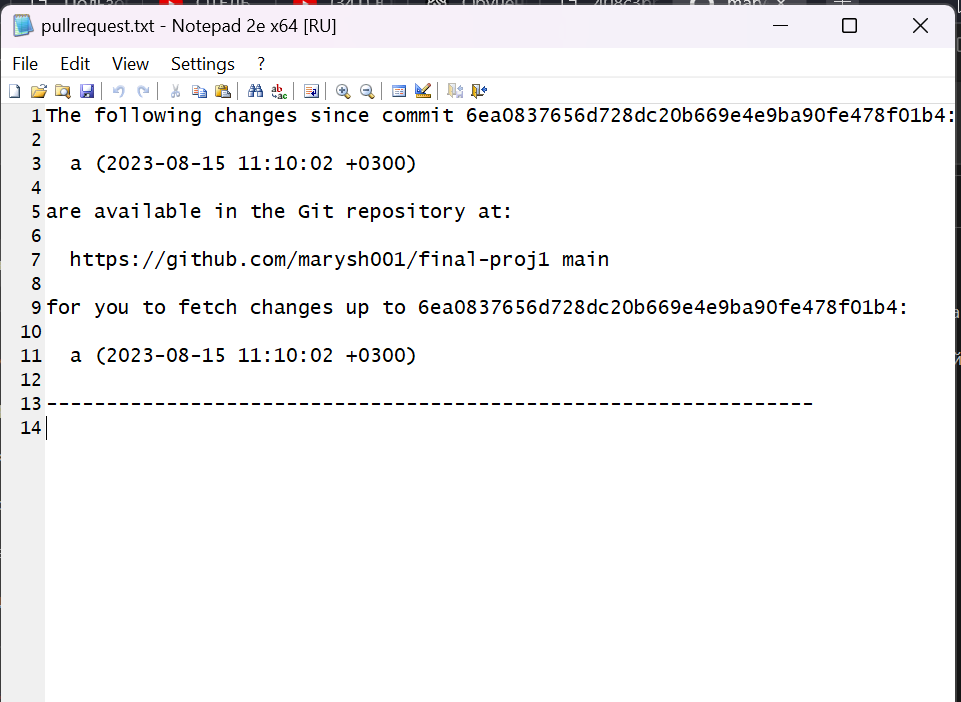 pullrequest.txt - Notepad 2e x64 [RU]
File Edit View Settings ?
1 The following changes since commit 6ea0837656d728dc20b669e4e9ba90fe478f01b4:
2
3 a (2023-08-15 11:10:02 +0300)
4
5 are available in the Git repository at:
6
7 https://github.com/marysh001/final-proj1 main
8
9 for you to fetch changes up to 6ea0837656d728dc20b669e4e9ba90fe478f01b4:
10
11 a (2023-08-15 11:10:02 +0300)
12
13 ----------------------------------------------------------------
14